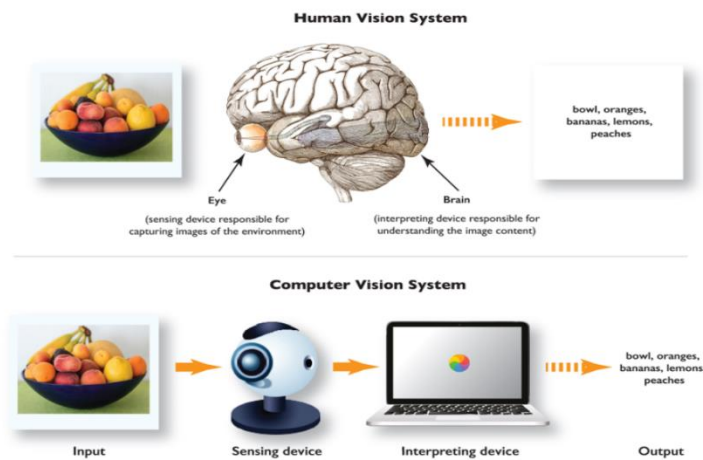 Human Vision System
bowl, oranges,
bananas, lemons,
peaches
Eye
(sensing device responsible for
capturing images of the environment)
Brain
(interpreting device responsible for
understanding the image content)
Computer Vision System
bowl, oranges,
bananas, lemons
peaches
Input
Sensing device
Interpreting device
Output